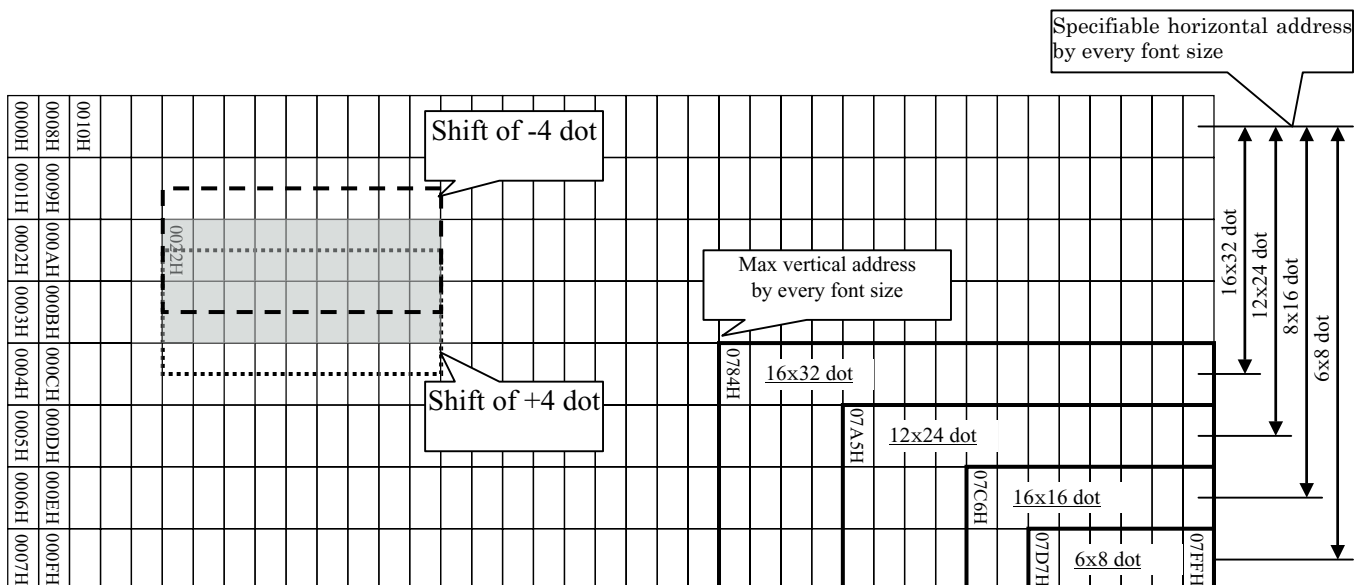 Specifiable horizontal address
by every font size
0000H
0008H
0010H
Shift of -4 dot
0001H
0009H
0002H
000AH
0022H
0003H
000BH
Max vertical address
by every font size
16x32 dot
12x24 dot
8x16 dot
6x8 dot
0004H
000CH
Shift of +4 dot
0784H
16x32 dot
0005H
000DH
07A5H
12x24 dot
0006H
000EH
07C6H
16x16 dot
0007H
000FH
07D7H
6x8 dot
07FFH